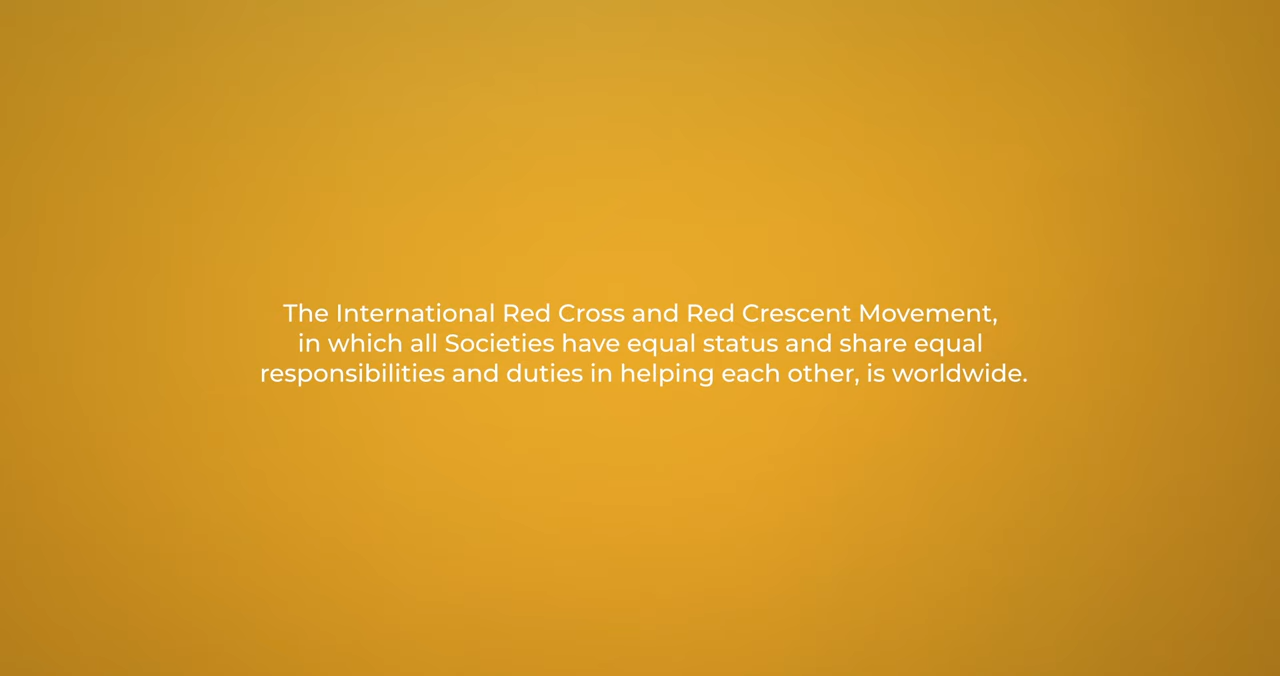 The International Red Cross and Red Crescent Movement,
in which all Societies have equal status and share equal
responsibilities and duties in helping each other, is worldwide.